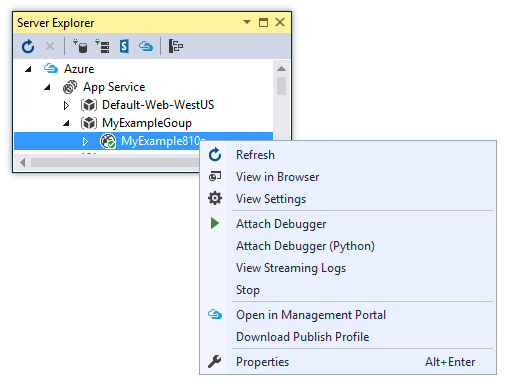 Server Explorer
Azure
App Service
Default-Web-WestUS
MyExampleGoup
MyExample810
Refresh
View in Browser
View Settings
Attach Debugger
Attach Debugger (Python)
View Streaming Logs
Stop
Open in Management Portal
Download Publish Profile
Properties Alt+Enter